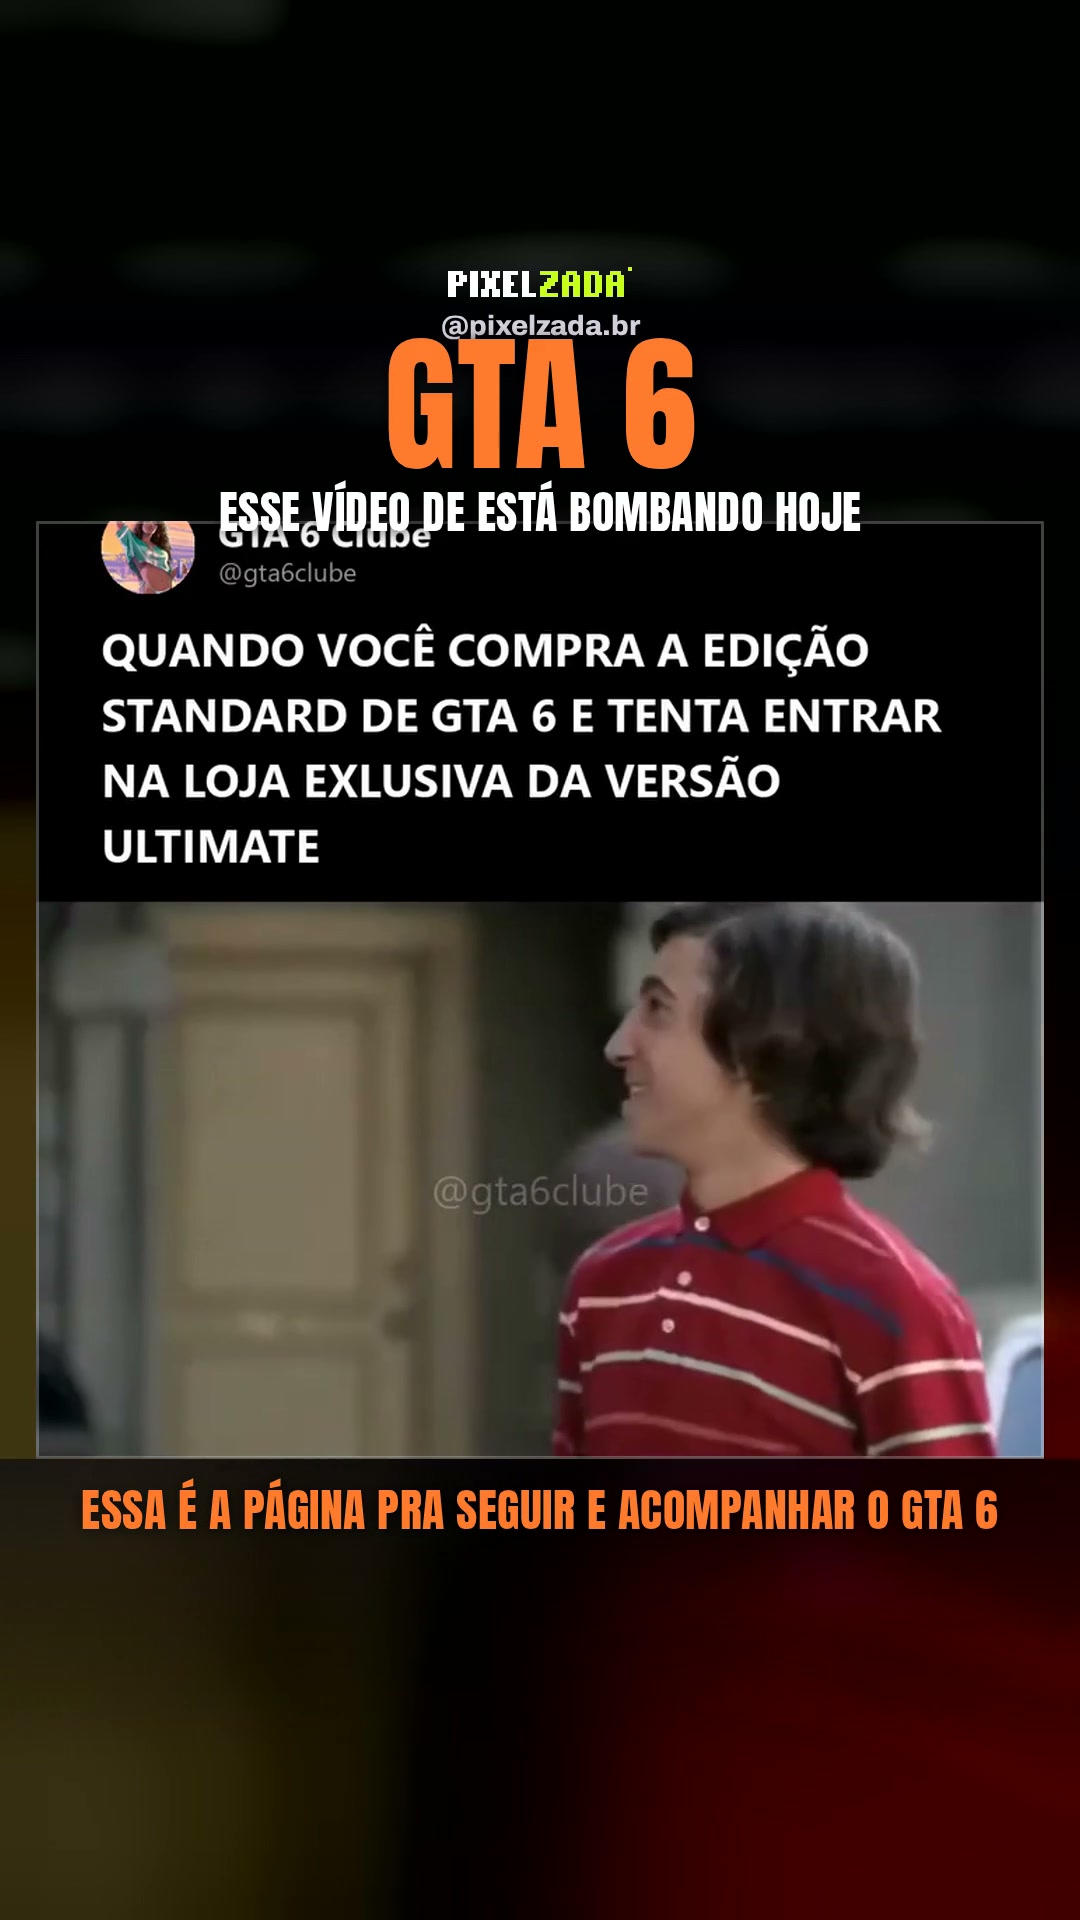 PIXELZADA
@pixelzada.br
GTA 6
ESSE VÍDEO DE ESTÁ BOMBANDO HOJE
GTA 6 Clube
@gta6clube
QUANDO VOCÊ COMPRA A EDIÇÃO
STANDARD DE GTA 6 E TENTA ENTRAR
NA LOJA EXLUSIVA DA VERSÃO
ULTIMATE
@gta6clube
ESSA É A PÁGINA PRA SEGUIR E ACOMPANHAR O GTA 6